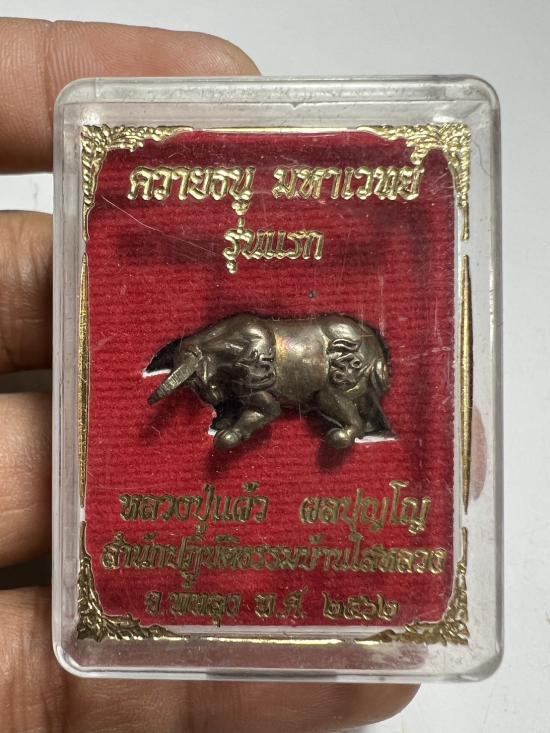 ควายธนู มหาเวทย์
รุ่นแรก
หลวงปู่แล้ว ผลปุญโญ
สำนักปฏิบัติธรรมบ้านใสหลวง
จ.พัทลุง พ.ศ. ๒๕๖๒